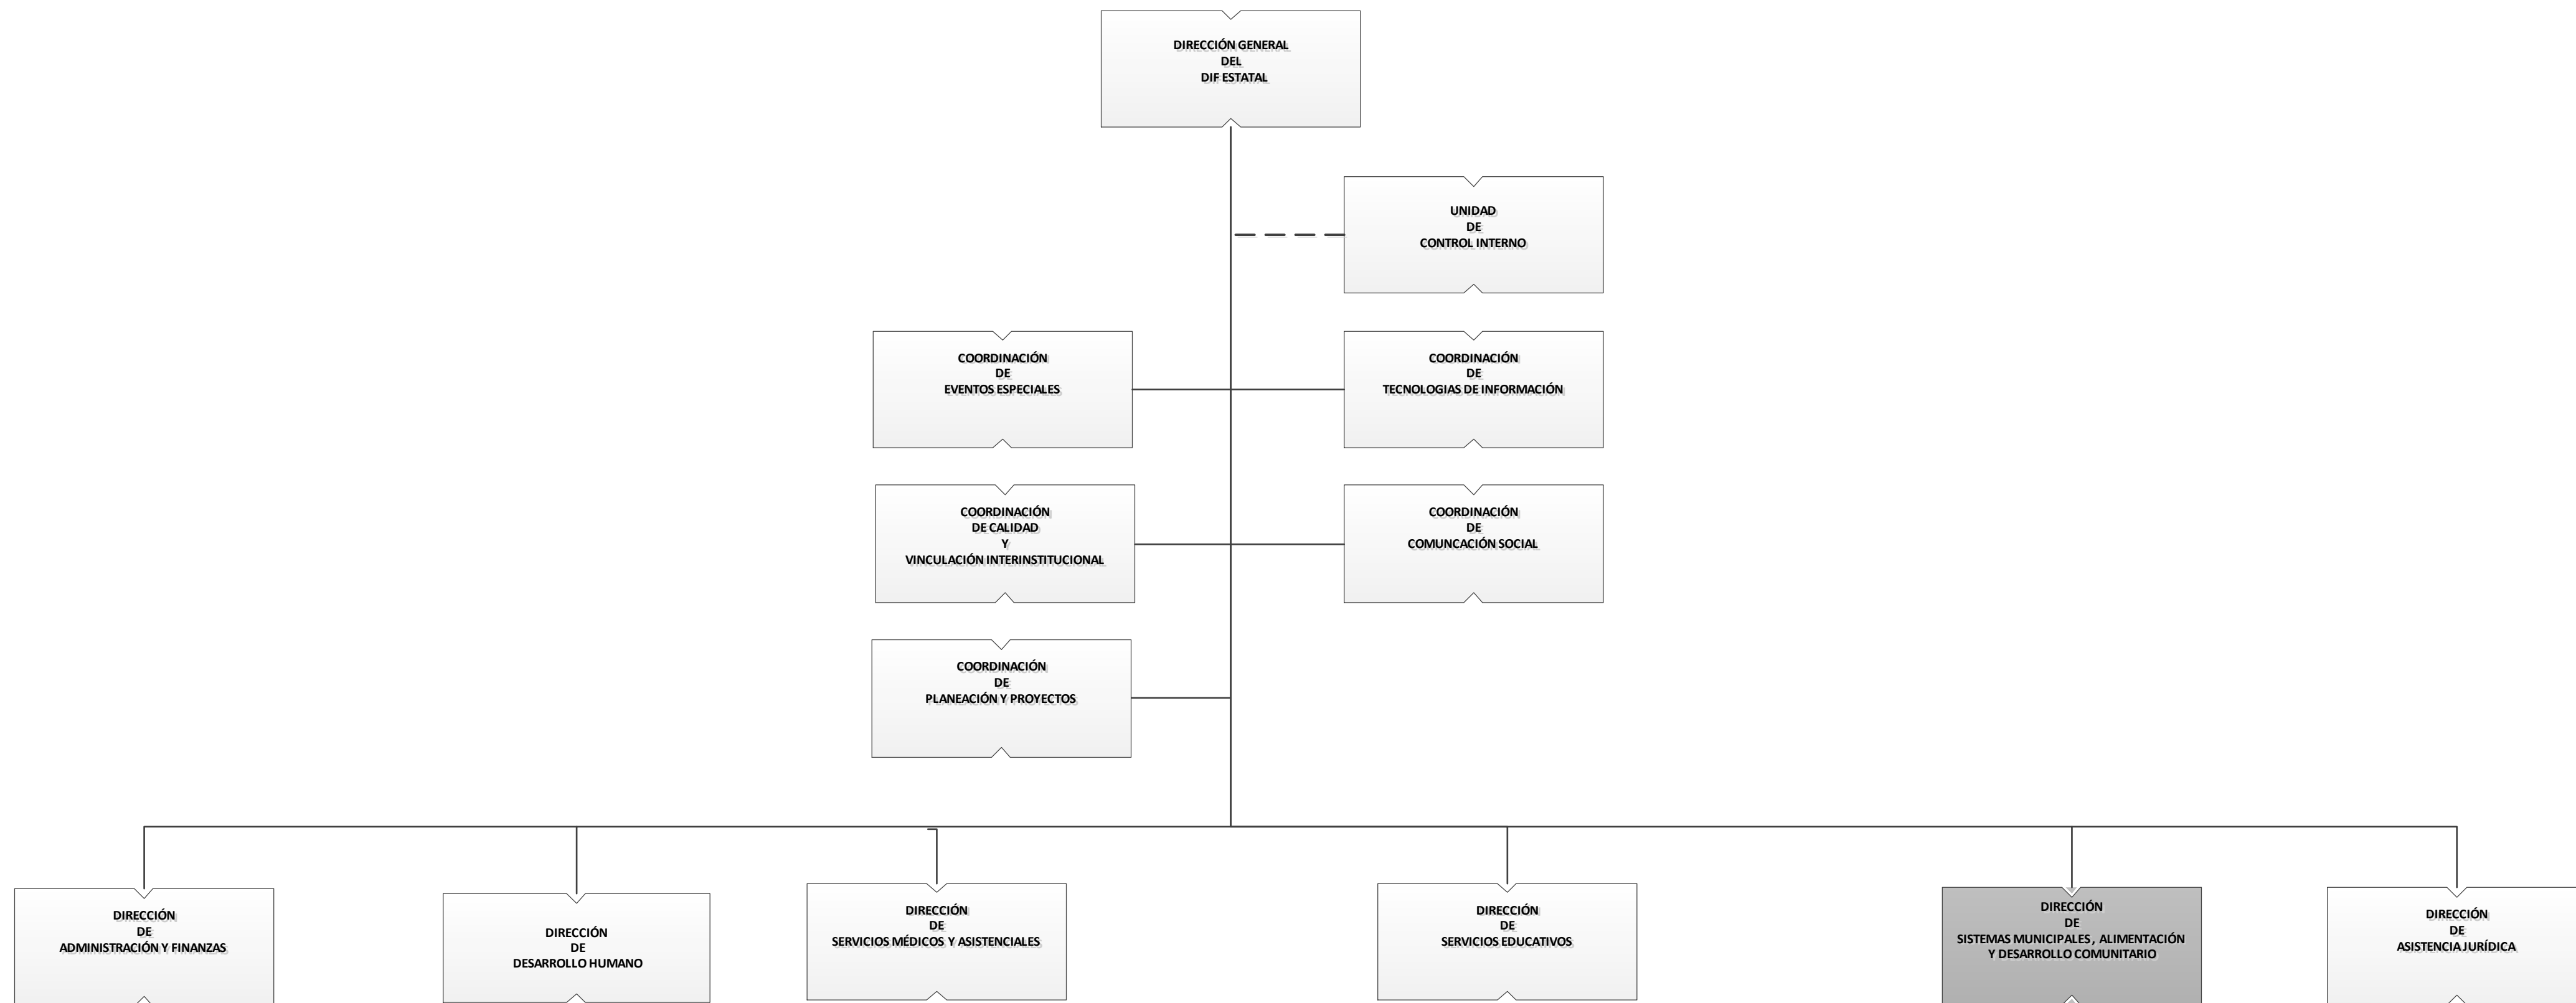 DIRECCIÓN GENERAL
DEL
DIF ESTATAL
UNIDAD
DE
CONTROL INTERNO
COORDINACIÓN
DE
EVENTOS ESPECIALES
COORDINACIÓN
DE
TECNOLOGIAS DE INFORMACIÓN
COORDINACIÓN
DE CALIDAD
Y
VINCULACIÓN INTERINSTITUCIONAL
COORDINACIÓN
DE
COMUNCACIÓN SOCIAL
COORDINACIÓN
DE
PLANEACIÓN Y PROYECTOS
DIRECCIÓN
DE
ADMINISTRACIÓN Y FINANZAS
DIRECCIÓN
DE
DESARROLLO HUMANO
DIRECCIÓN
DE
SERVICIOS MÉDICOS Y ASISTENCIALES
DIRECCIÓN
DE
SERVICIOS EDUCATIVOS
DIRECCIÓN
DE
SISTEMAS MUNICIPALES, ALIMENTACIÓN
Y DESARROLLO COMUNITARIO
DIRECCIÓN
DE
ASISTENCIA JURÍDICA